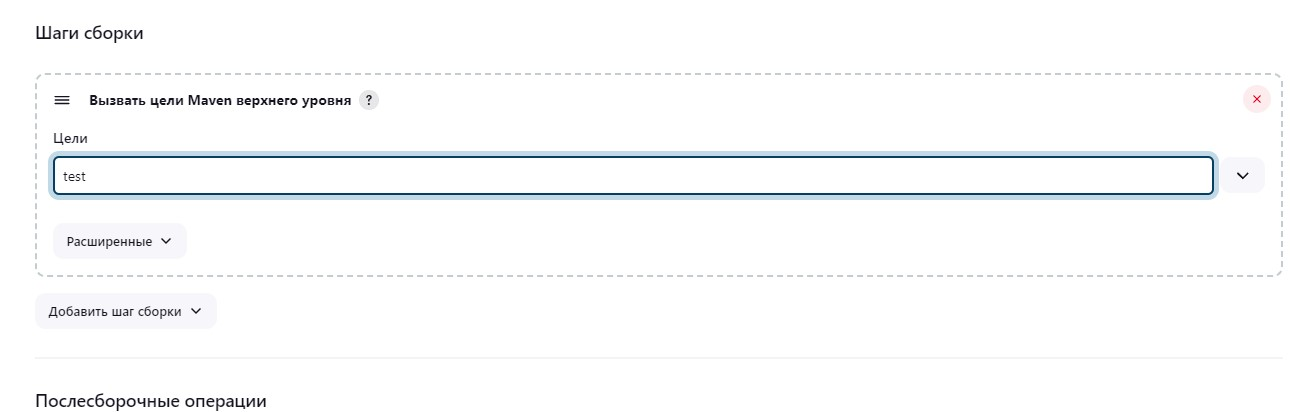 Шаги сборки
Вызвать цели Maven верхнего уровня ?
Цели
test
Расширенные
Добавить шаг сборки
Послесборочные операции